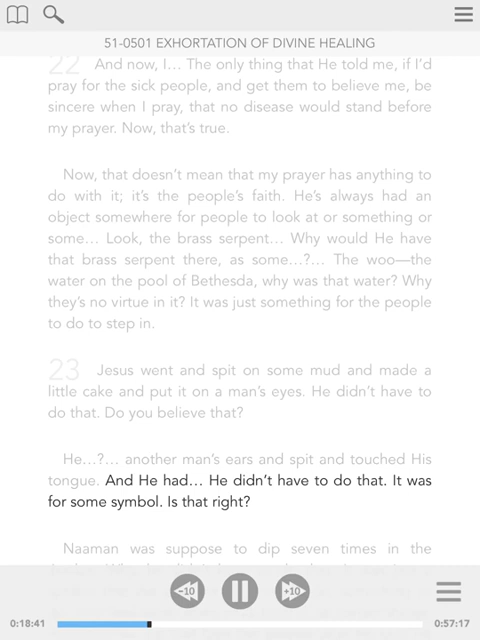 51-0501 EXHORTATION OF DIVINE HEALING
22 And now, I… The only thing that He told me, if I’d
pray for the sick people, and get them to believe me, be
sincere when I pray, that no disease would stand before
my prayer. Now, that’s true.
Now, that doesn’t mean that my prayer has anything to
do with it; it’s the people’s faith. He’s always had an
object somewhere for people to look at or something or
some… Look, the brass serpent… Why would He have
that brass serpent there, as some…?… The woo—the
water on the pool of Bethesda, why was that water? Why
they’s no virtue in it? It was just something for the people
to do to step in.
23 Jesus went and spit on some mud and made a
little cake and put it on a man’s eyes. He didn’t have to
do that. Do you believe that?
He…?… another man’s ears and spit and touched His
tongue. And He had… He didn’t have to do that. It was
for some symbol. Is that right?
Naaman was suppose to dip seven times in the
-10
+10
0:18:41
0:57:17